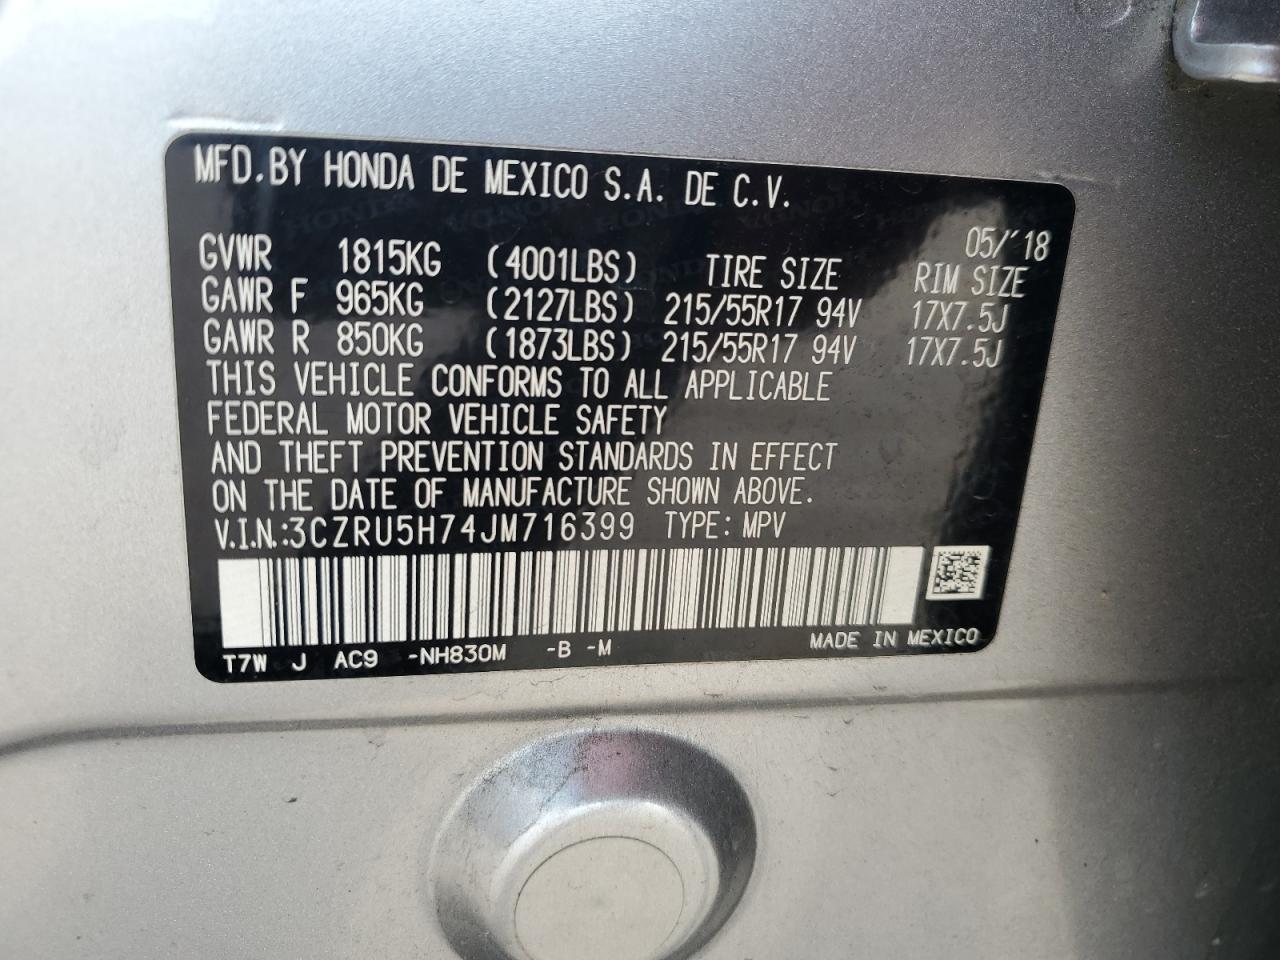 MFD.BY HONDA DE MEXICO S.A. DE C.V.
05/'18
GVWR 1815KG (4001LBS) TIRE SIZE RIM SIZE
GAWR F 965KG (2127LBS) 215/55R17 94V 17X7.5J
GAWR R 850KG (1873LBS) 215/55R17 94V 17X7.5J
THIS VEHICLE CONFORMS TO ALL APPLICABLE
FEDERAL MOTOR VEHICLE SAFETY
AND THEFT PREVENTION STANDARDS IN EFFECT
ON THE DATE OF MANUFACTURE SHOWN ABOVE.
V.I.N.:3CZRU5H74JM716399 TYPE: MPV
MADE IN MEXICO
T7W J AC9 -NH830M -B -M